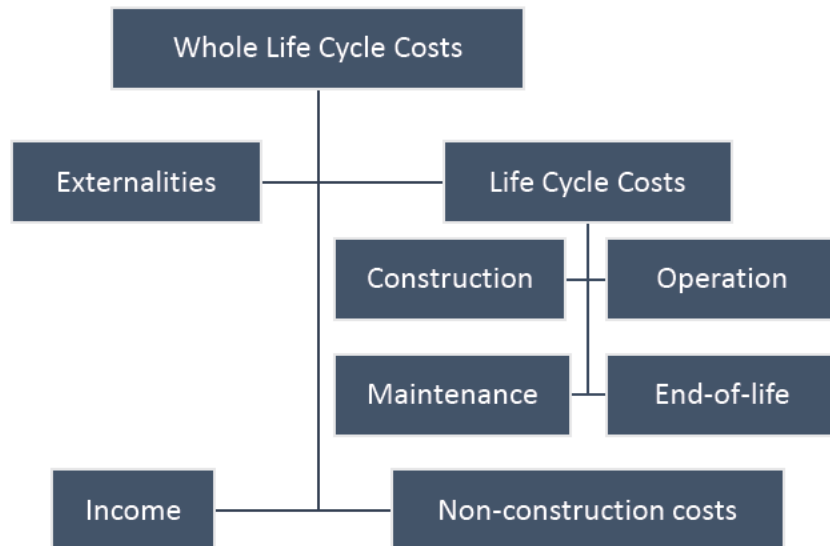 Whole Life Cycle Costs
Externalities
Life Cycle Costs
Construction
Operation
Maintenance
End-of-life
Income
Non-construction costs